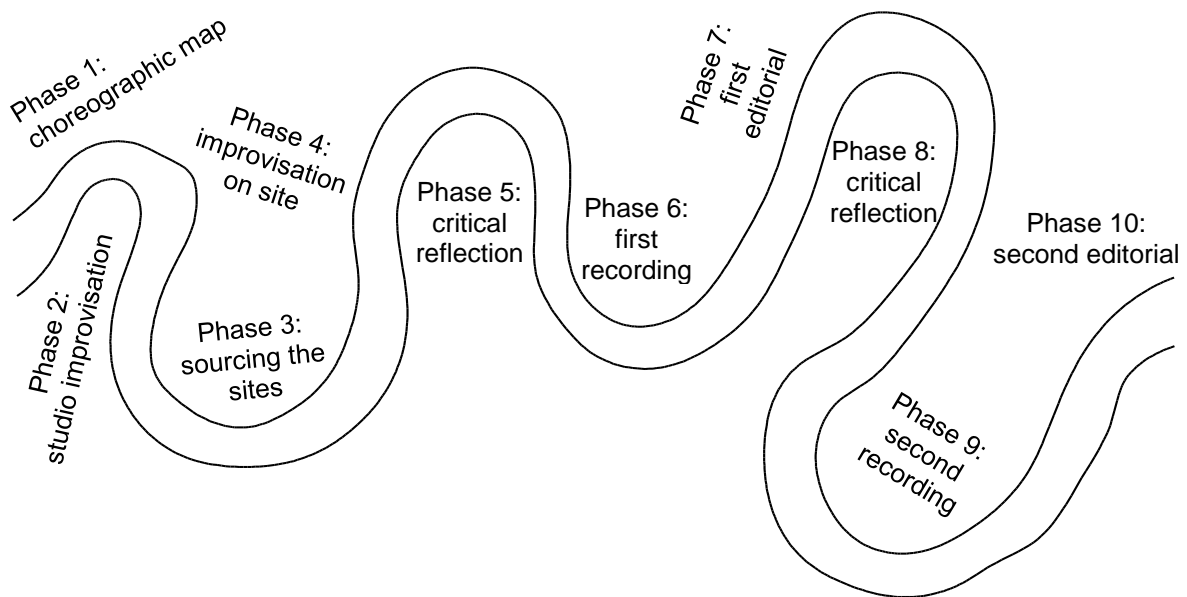 Phase 1:
choreographic map
Phase 2:
studio improvisation
Phase 3:
sourcing the
sites
Phase 4:
improvisation
on site
Phase 5:
critical
reflection
Phase 6:
first
recording
Phase 7:
first
editorial
Phase 8:
critical
reflection
Phase 9:
second
recording
Phase 10:
second editorial